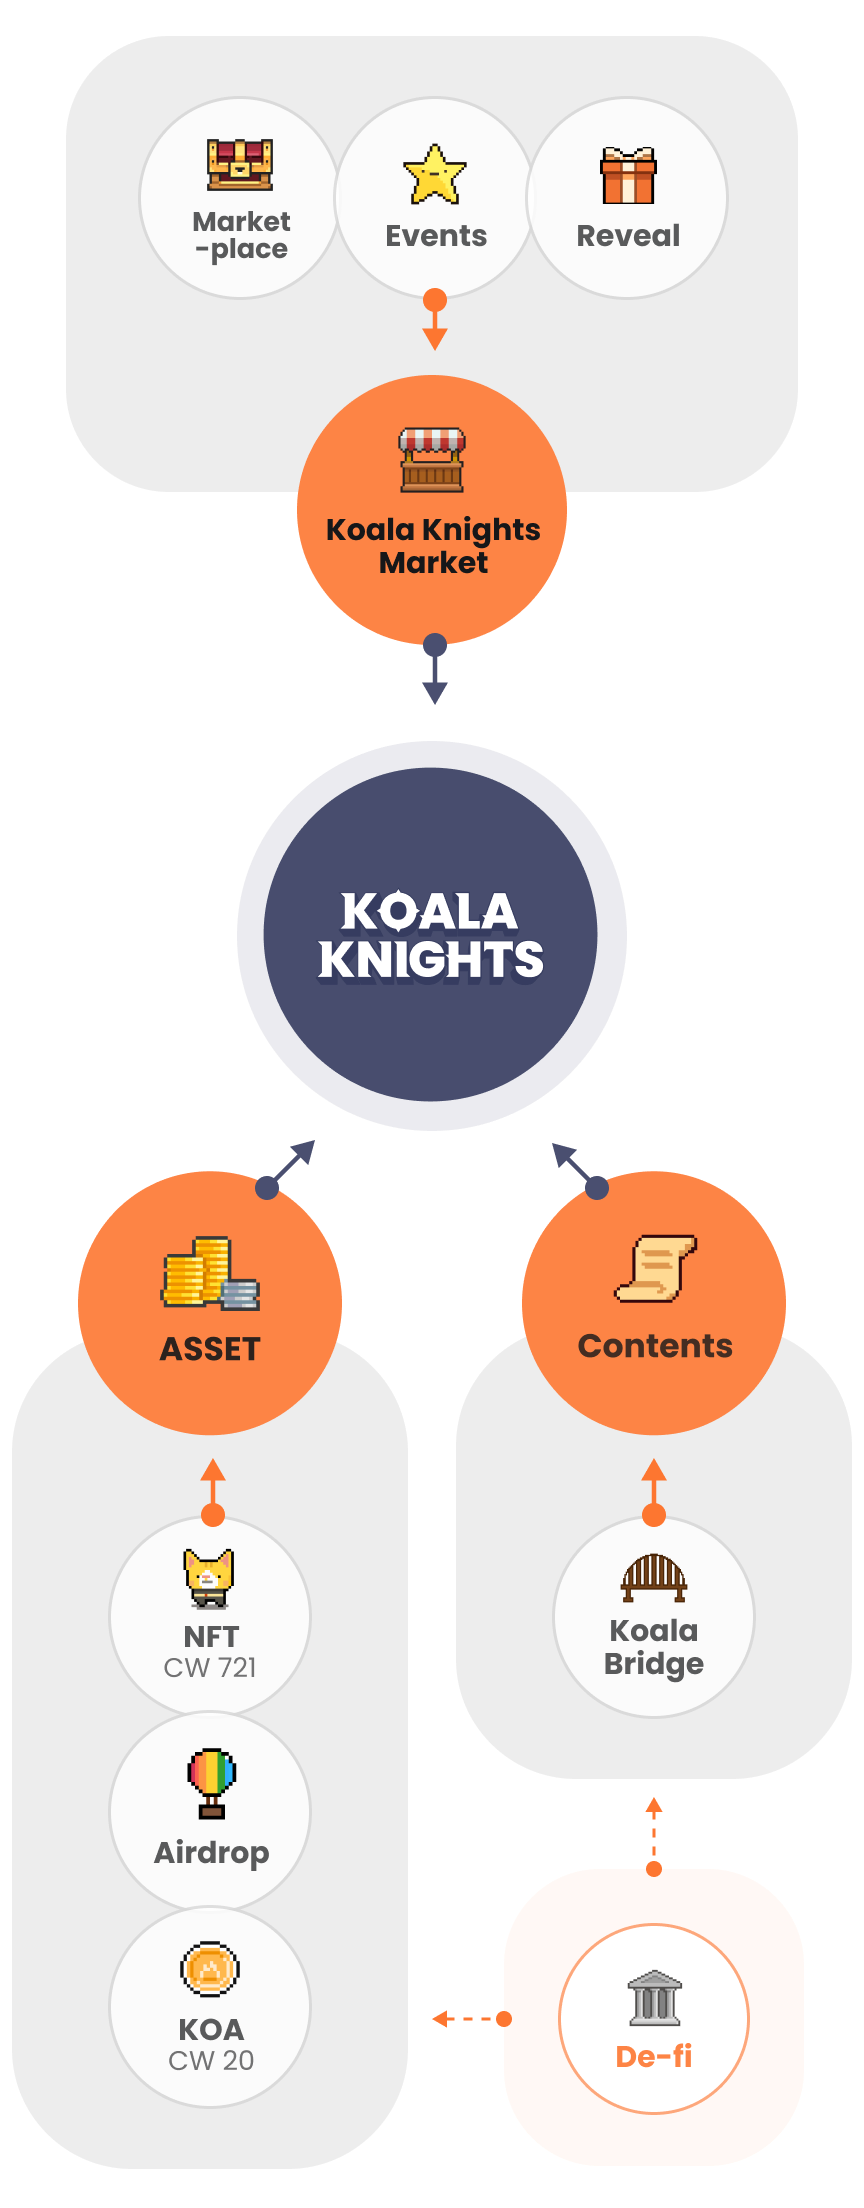 Market
-place
Events
Reveal
Koala Knights
Market
KOALA
KNIGHTS
ASSET
Contents
NFT
CW 721
Koala
Bridge
Airdrop
KOA
CW 20
De-fi